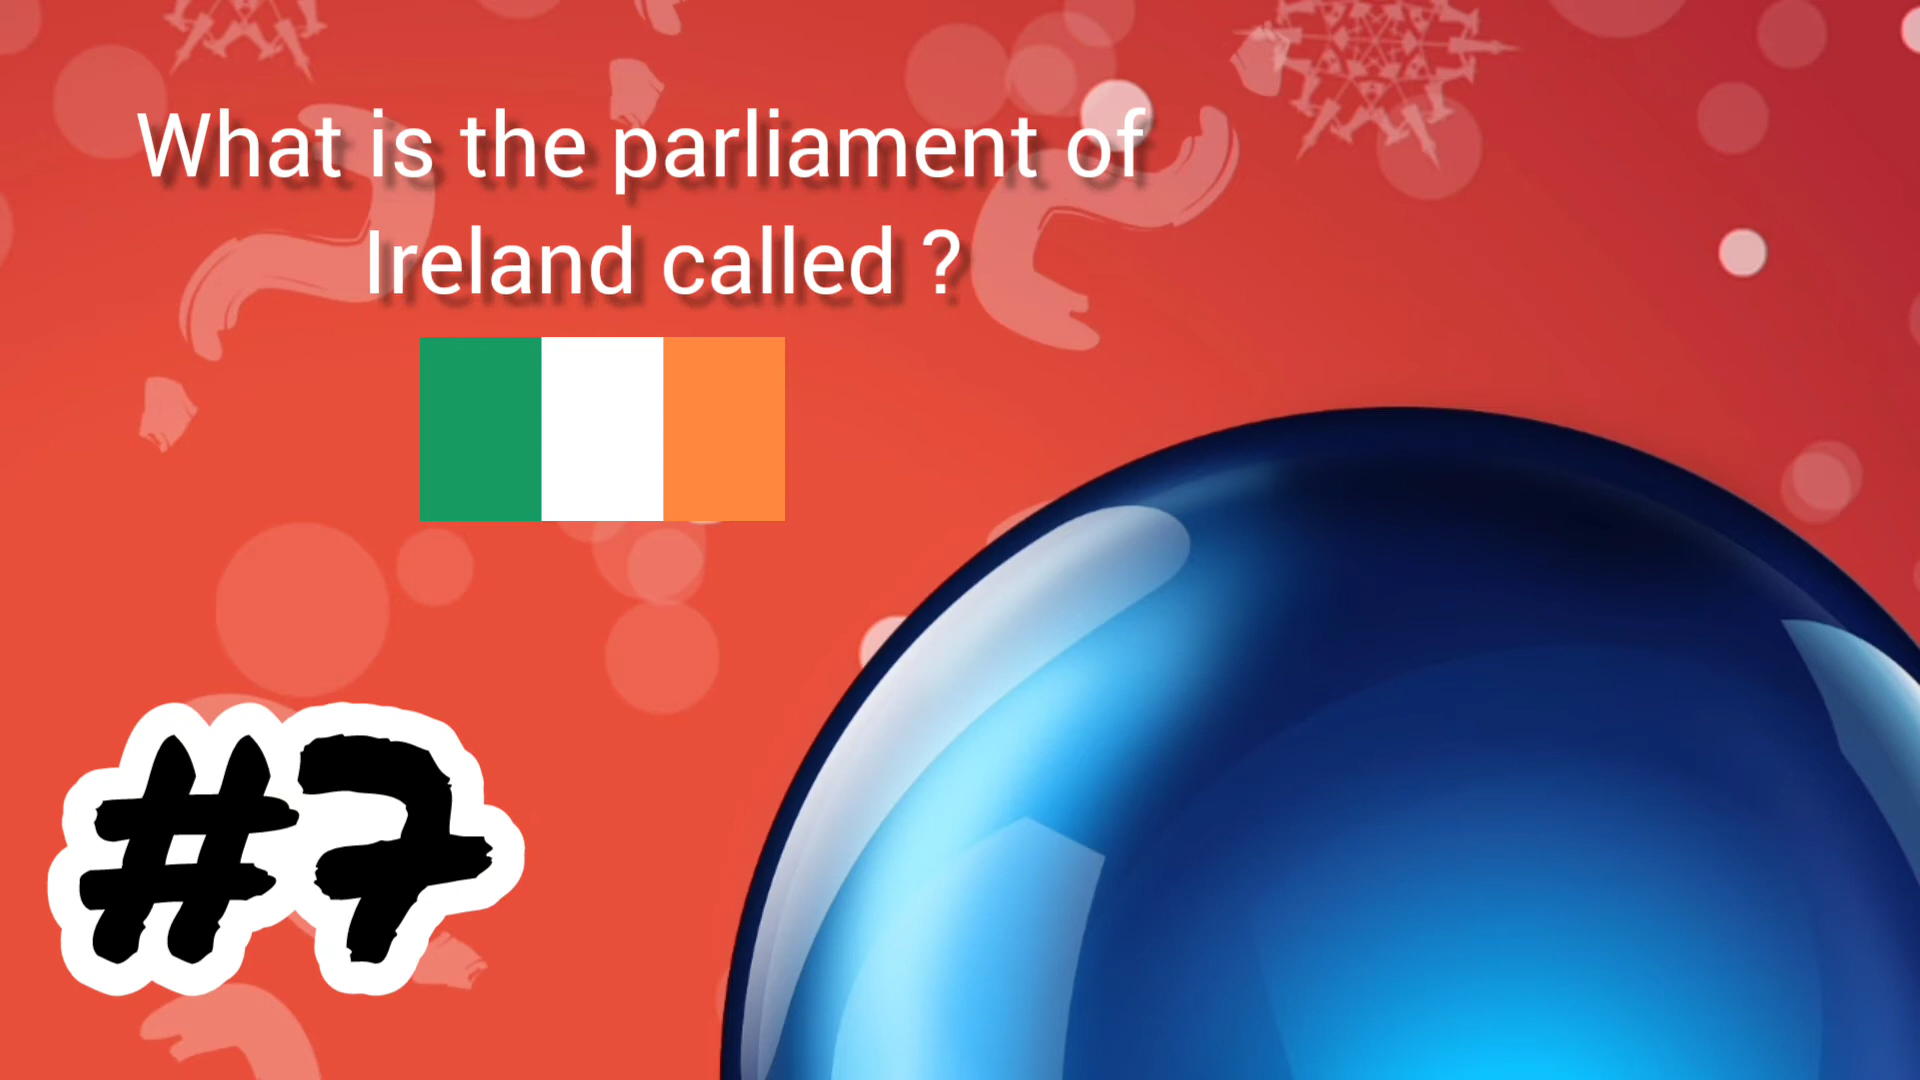 What is the parliament of
Ireland called ?
#7